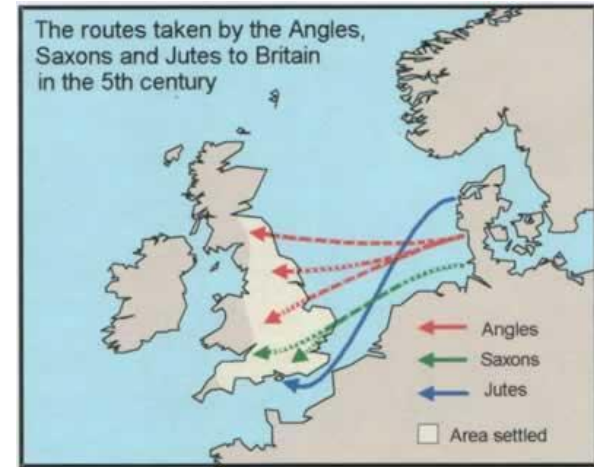 The routes taken by the Angles,
Saxons and Jutes to Britain
in the 5th century
Angles
Saxons
Jutes
Area settled